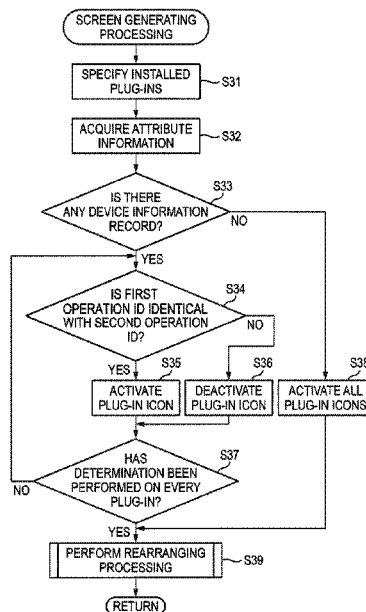 SCREEN GENERATING
PROCESSING
SPECIFY INSTALLED
PLUG-INS
S31
ACQUIRE ATTRIBUTE
INFORMATION
S32
S33
IS THERE
ANY DEVICE INFORMATION
RECORD?
NO
YES
S34
IS FIRST
OPERATION ID IDENTICAL
WITH SECOND OPERATION
ID?
NO
YES
S35
S36
S38
ACTIVATE
PLUG-IN ICON
DEACTIVATE
PLUG-IN ICON
ACTIVATE ALL
PLUG-IN ICONS
S37
HAS
DETERMINATION BEEN
PERFORMED ON EVERY
PLUG-IN?
NO
YES
PERFORM REARRANGING
PROCESSING
S39
RETURN